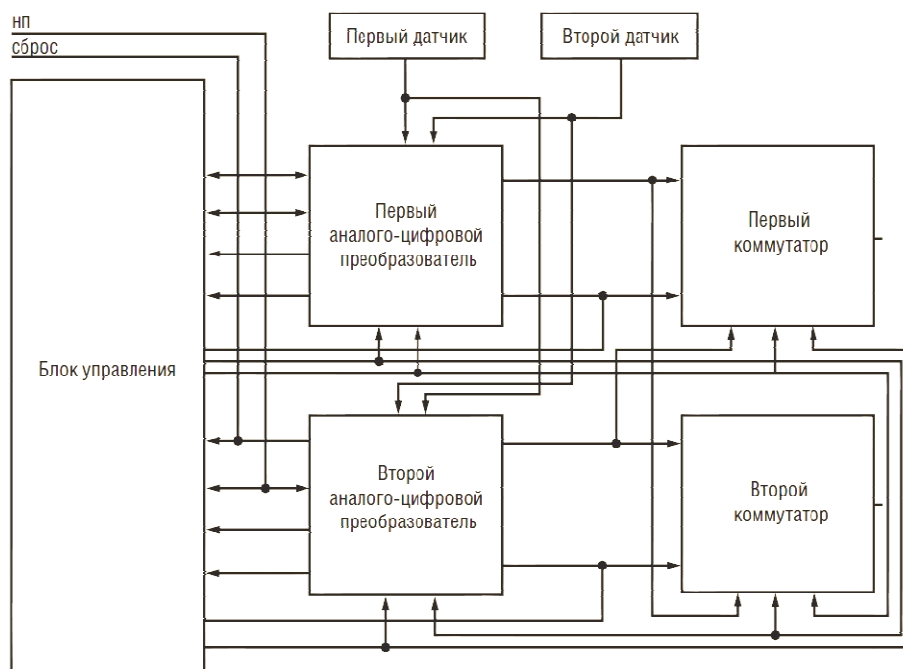 нп
сброс
Первый датчик
Второй датчик
Первый
аналого-цифровой
преобразователь
Первый
коммутатор
Блок управления
Второй
аналого-цифровой
преобразователь
Второй
коммутатор